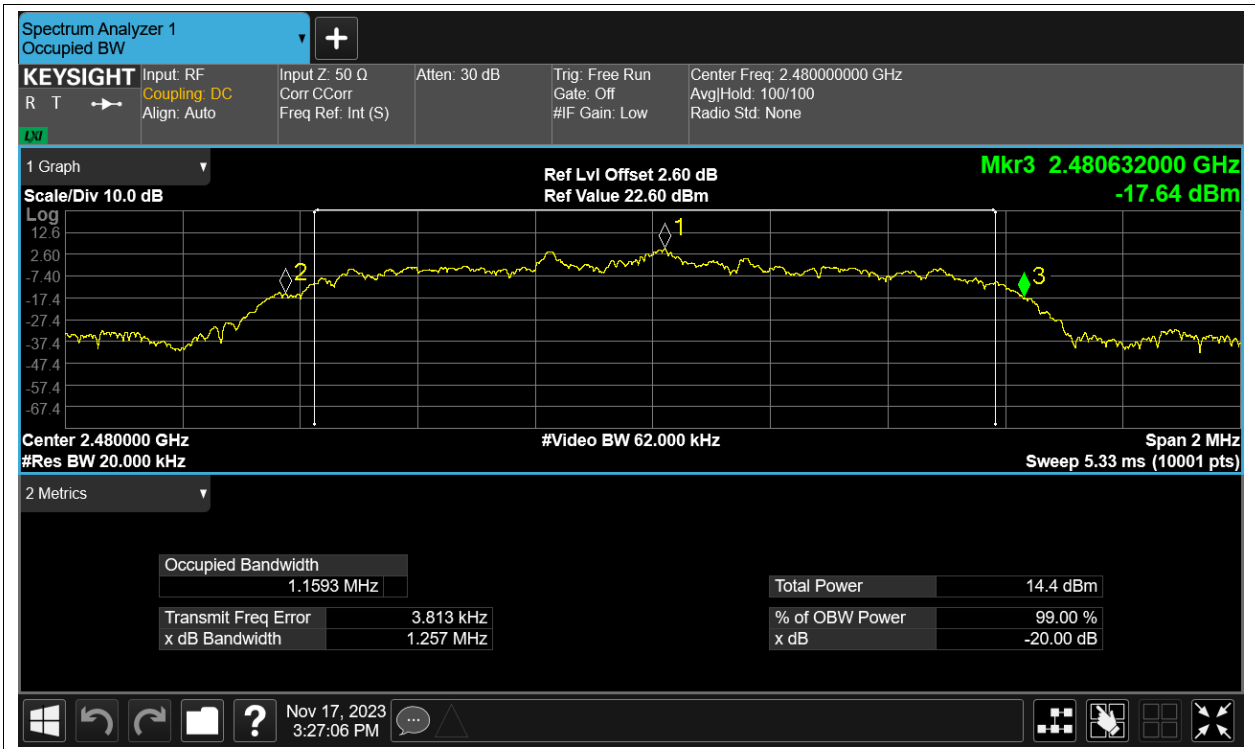 Spectrum Analyzer 1
Occupied BW
KEYSIGHT
R T
LXI
Input: RF
Coupling: DC
Align: Auto
Input Z: 50 Ω
Corr CCorr
Freq Ref: Int (S)
Atten: 30 dB
Trig: Free Run
Gate: Off
#IF Gain: Low
Center Freq: 2.480000000 GHz
Avg|Hold: 100/100
Radio Std: None
1 Graph
Scale/Div 10.0 dB
Ref Lvl Offset 2.60 dB
Ref Value 22.60 dBm
Mkr3 2.480632000 GHz
-17.64 dBm
Log
12.6
2.60
-7.40
-17.4
-27.4
-37.4
-47.4
-57.4
-67.4
1
2
3
Center 2.480000 GHz
#Video BW 62.000 kHz
Span 2 MHz
#Res BW 20.000 kHz
Sweep 5.33 ms (10001 pts)
2 Metrics
Occupied Bandwidth
1.1593 MHz
Total Power 14.4 dBm
Transmit Freq Error 3.813 kHz
% of OBW Power 99.00 %
x dB Bandwidth 1.257 MHz
x dB -20.00 dB
?
Nov 17, 2023
3:27:06 PM